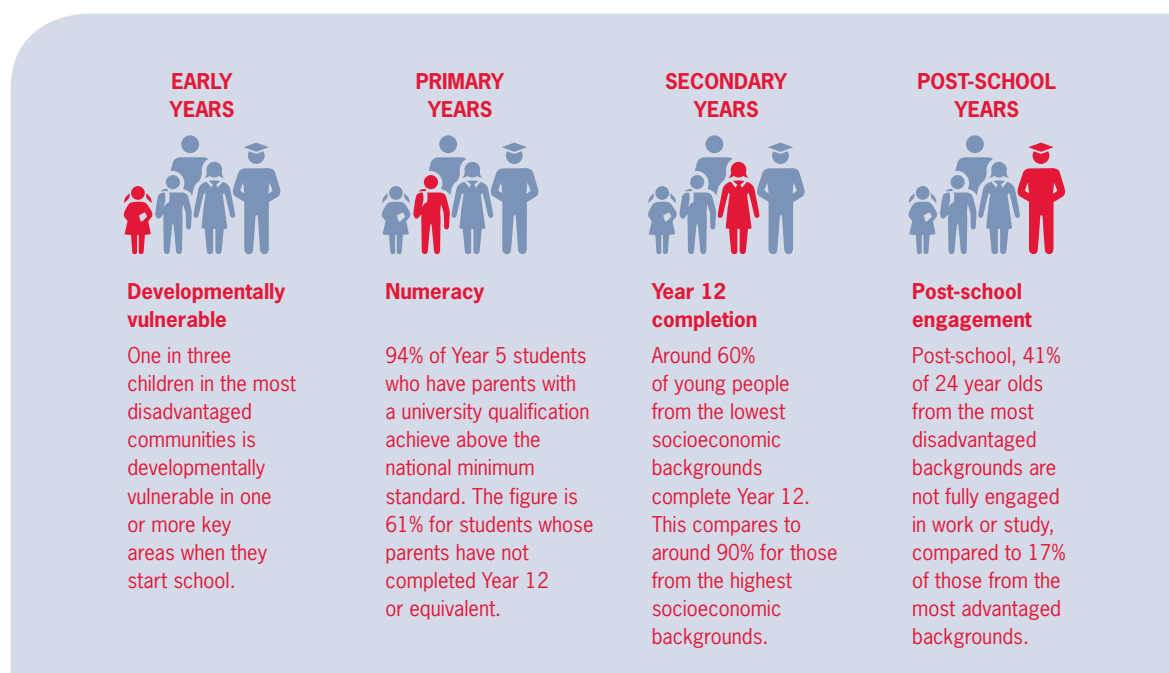 EARLY
YEARS
Developmentally
vulnerable
One in three
children in the most
disadvantaged
communities is
developmentally
vulnerable in one
or more key
areas when they
start school.
PRIMARY
YEARS
Numeracy
94% of Year 5 students
who have parents with
a university qualification
achieve above the
national minimum
standard. The figure is
61% for students whose
parents have not
completed Year 12
or equivalent.
SECONDARY
YEARS
Year 12
completion
Around 60%
of young people
from the lowest
socioeconomic
backgrounds
complete Year 12.
This compares to
around 90% for those
from the highest
socioeconomic
backgrounds.
POST-SCHOOL
YEARS
Post-school
engagement
Post-school, 41%
of 24 year olds
from the most
disadvantaged
backgrounds are
not fully engaged
in work or study,
compared to 17%
of those from the
most advantaged
backgrounds.